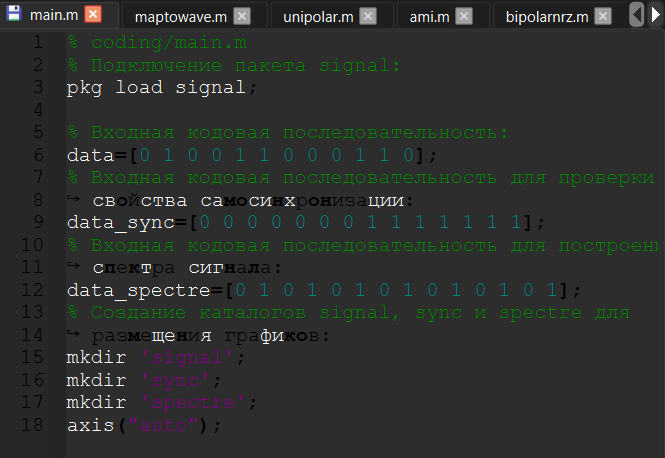 main.m maptowave.m unipolar.m ami.m bipolarnrz.m
1 % coding/main.m
2 % Подключение пакета signal:
3 pkg load signal;
4
5 % Входная кодовая последовательность:
6 data=[0 1 0 0 1 1 0 0 0 1 1 0];
7 % Входная кодовая последовательность для проверки
8 ↪ свойства самосинхронизации:
9 data_sync=[0 0 0 0 0 0 0 1 1 1 1 1 1 1];
10 % Входная кодовая последовательность для построени
11 ↪ спектра сигнала:
12 data_spectre=[0 1 0 1 0 1 0 1 0 1 0 1 0 1];
13 % Создание каталогов signal, sync и spectre для
14 ↪ размещения графиков:
15 mkdir 'signal';
16 mkdir 'sync';
17 mkdir 'spectre';
18 axis("auto");